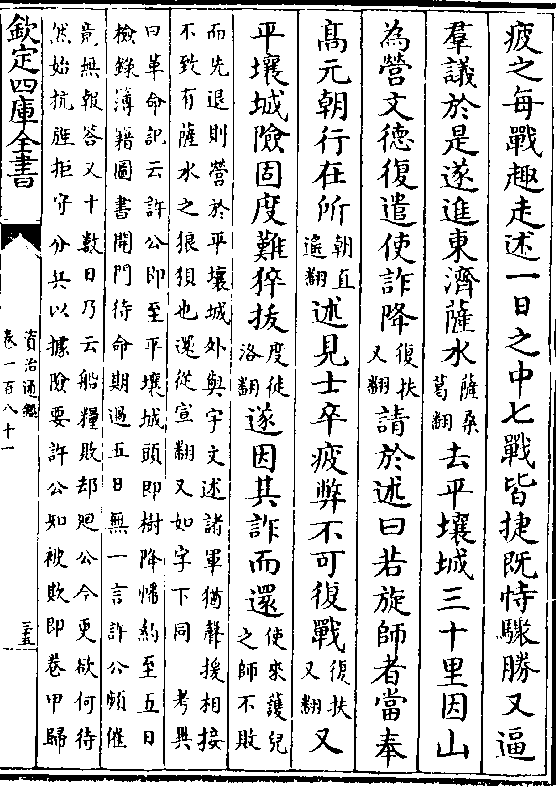 疲之每戰趣走述一日之中七戰皆捷既恃驟勝又逼
羣議於是遂進東濟薩水薩桑葛翻去平壤城三十里因山
為營文德復遣使詐降復扶又翻請於述曰若旋師者當奉
髙元朝行在所朝直遙翻述見士卒疲弊不可復戰復扶又翻又
平壤城險固度難猝拔度徒洛翻遂因其詐而還使來護兒之師不敗
而先退則營於平壤城外與宇文述諸軍猶聲援相接
不致有薩水之狼狽也還從宣翻又如字下同 考異
曰革命記云許公即至平壤城頭即樹降幡約至五日
檢錄簿籍圖書開門待命期過五日無一言許公頻催
竟無報答又十數日乃云船糧敗却廻公今更欲何待
然始抗旌拒守分兵以據險要許公知被欺即卷甲歸
欽定四庫全書
資治通鑑
卷一百八十一
三五